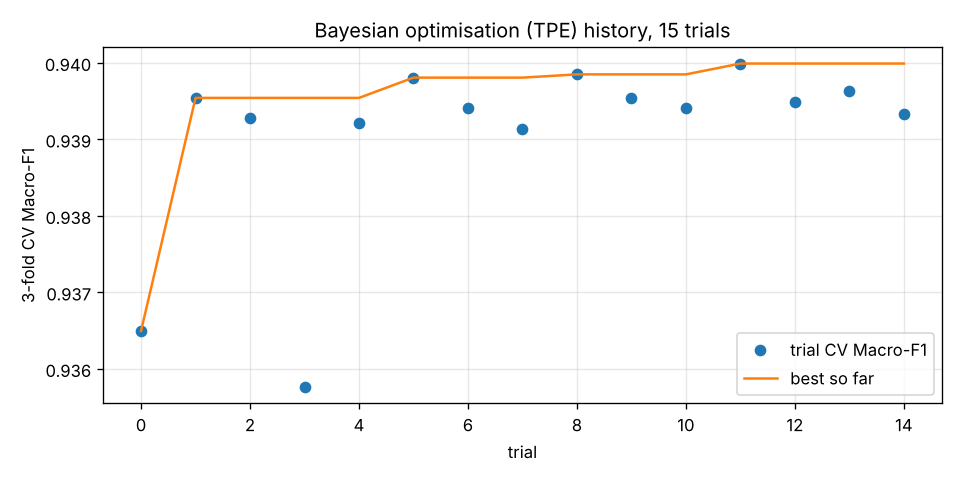 Bayesian optimisation (TPE) history, 15 trials
3-fold CV Macro-F1
0.940
0.939
0.938
0.937
0.936
0 2 4 6 8 10 12 14
trial
trial CV Macro-F1
best so far